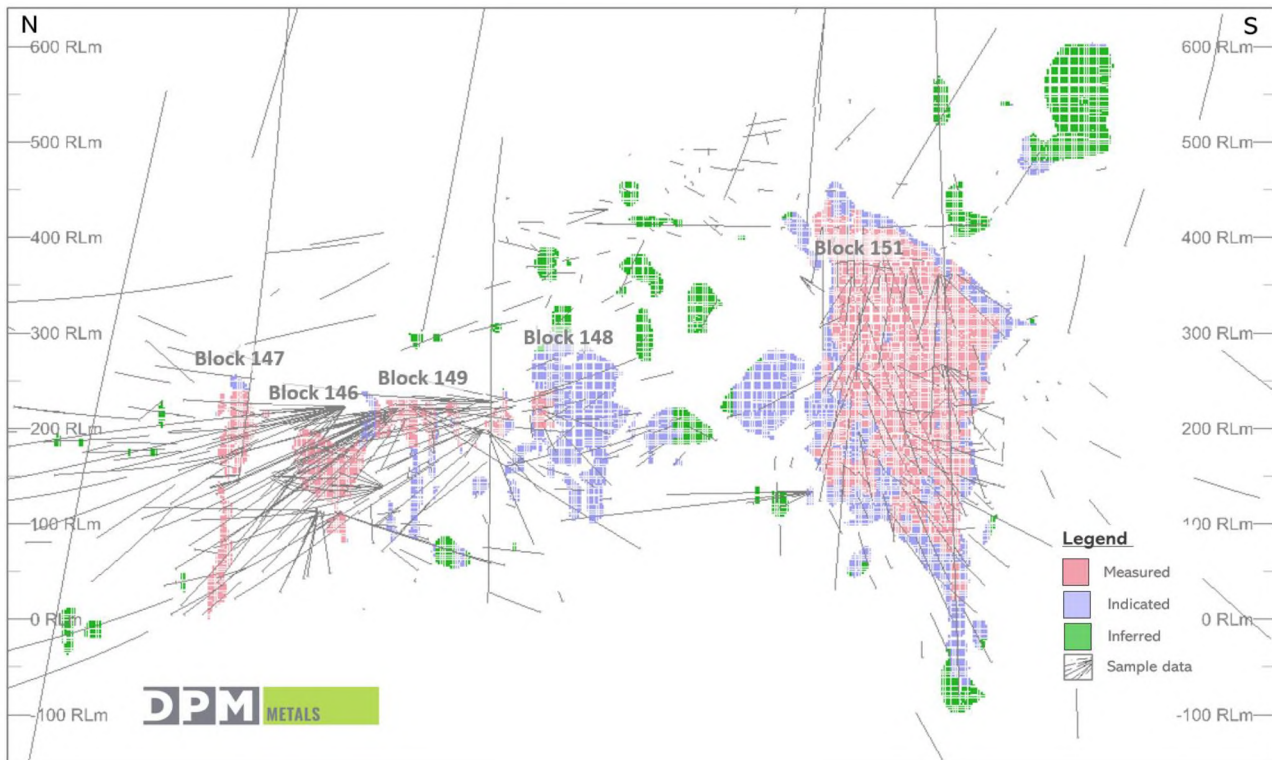 N
S
600 RLm
600 RLm
500 RLm
500 RLm
400 RLm
400 RLm
Block 151
300 RLm
300 RLm
Block 148
Block 147
Block 149
Block 146
200 RLm
200 RLm
100 RLm
100 RLm
Legend
Measured
Indicated
Inferred
Sample data
0 RLm
0 RLm
-100 RLm
-100 RLm
DPM METALS